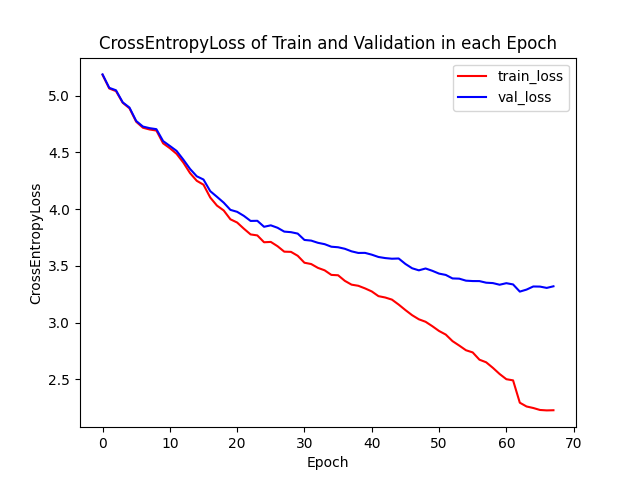 CrossEntropyLoss of Train and Validation in each Epoch
train_loss
val_loss
CrossEntropyLoss
5.0
4.5
4.0
3.5
3.0
2.5
0 10 20 30 40 50 60 70
Epoch